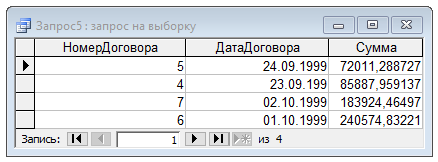 Запрос5 : запрос на выборку
НомерДоговора ДатаДоговора Сумма
5 24.09.1999 72011,288727
4 23.09.199 85887,959137
7 02.10.1999 183924,46497
6 01.10.1999 240574,83221
Запись: 1 из 4